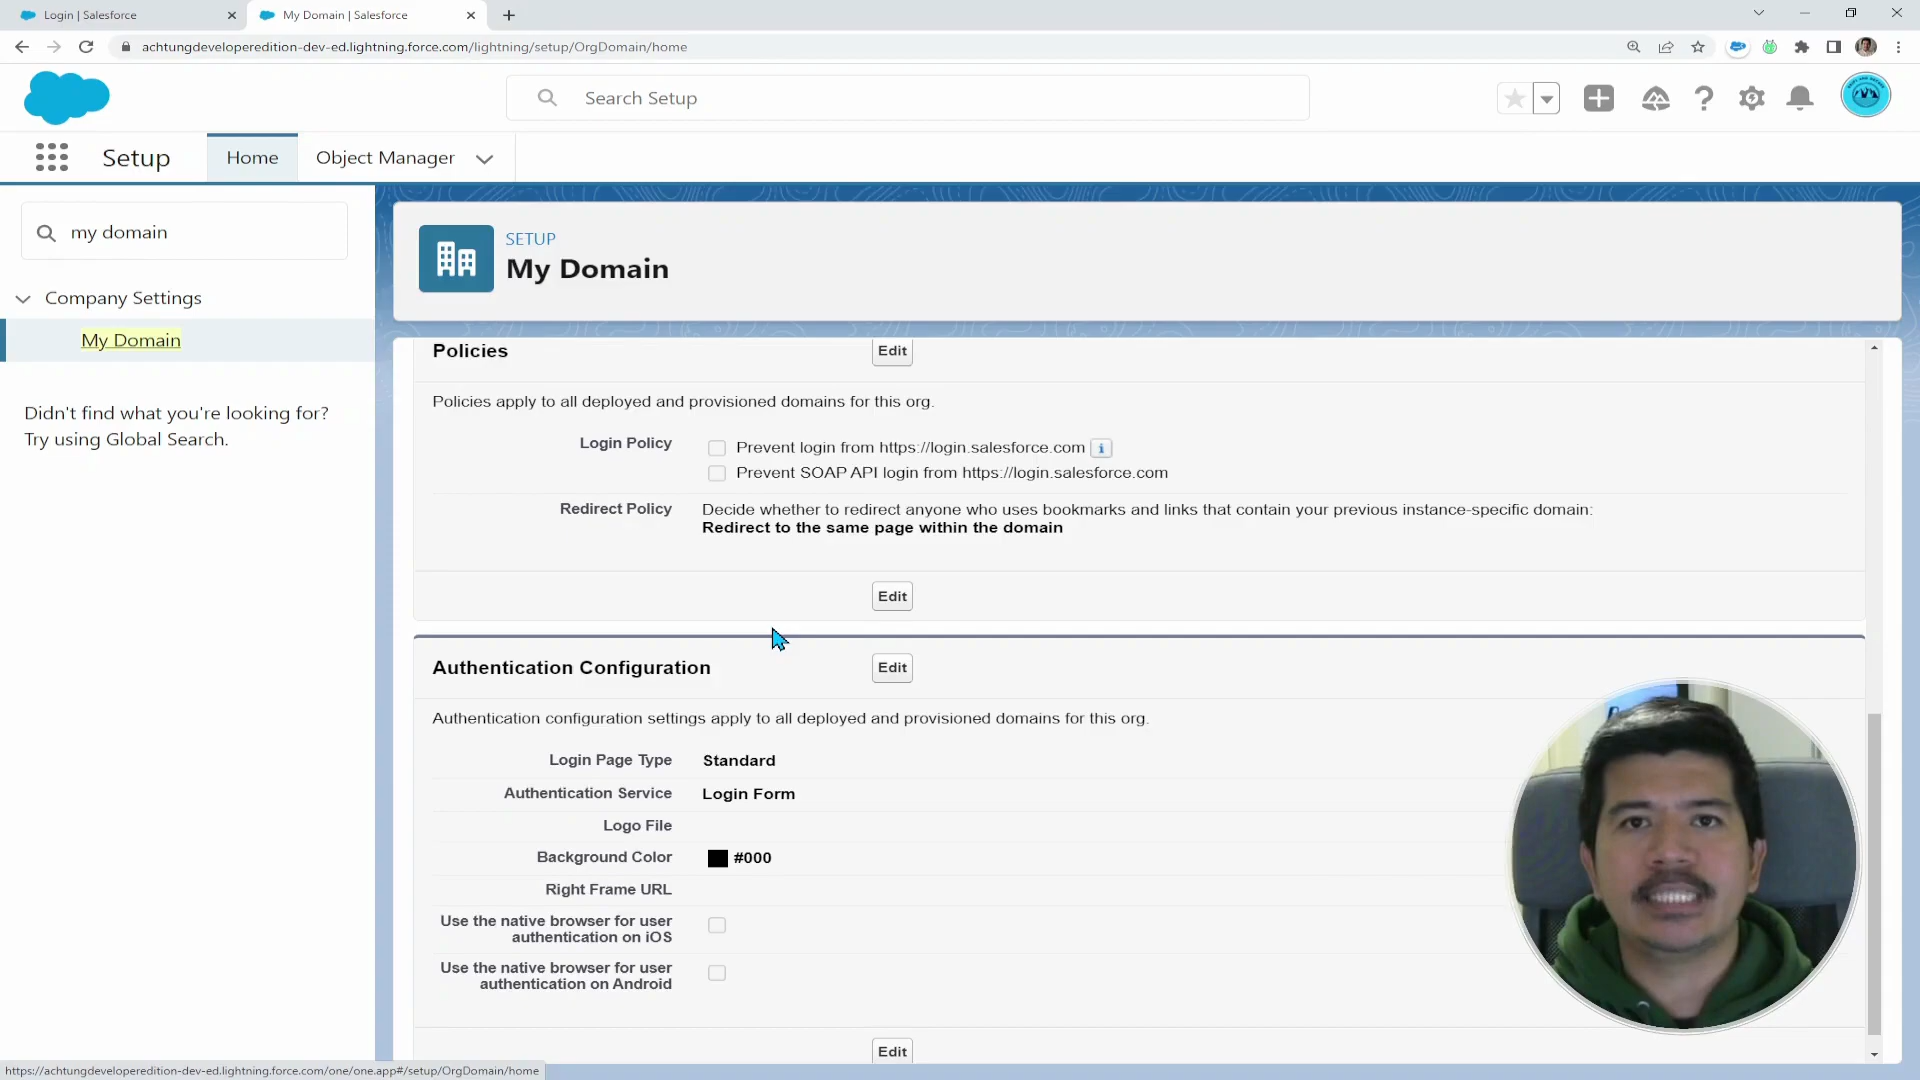 Login | Salesforce
My Domain | Salesforce
achtungdeveloperedition-dev-ed.lightning.force.com/lightning/setup/OrgDomain/home
Search Setup
Setup
Home
Object Manager
my domain
Company Settings
My Domain
Didn't find what you're looking for?
Try using Global Search.
SETUP
My Domain
Policies
Edit
Policies apply to all deployed and provisioned domains for this org.
Login Policy
Prevent login from https://login.salesforce.com
Prevent SOAP API login from https://login.salesforce.com
Redirect Policy
Decide whether to redirect anyone who uses bookmarks and links that contain your previous instance-specific domain:
Redirect to the same page within the domain
Edit
Authentication Configuration
Edit
Authentication configuration settings apply to all deployed and provisioned domains for this org.
Login Page Type
Standard
Authentication Service
Login Form
Logo File
Background Color
#000
Right Frame URL
Use the native browser for user
authentication on iOS
Use the native browser for user
authentication on Android
Edit
https://achtungdeveloperedition-dev-ed.lightning.force.com/one/one.app#/setup/OrgDomain/home